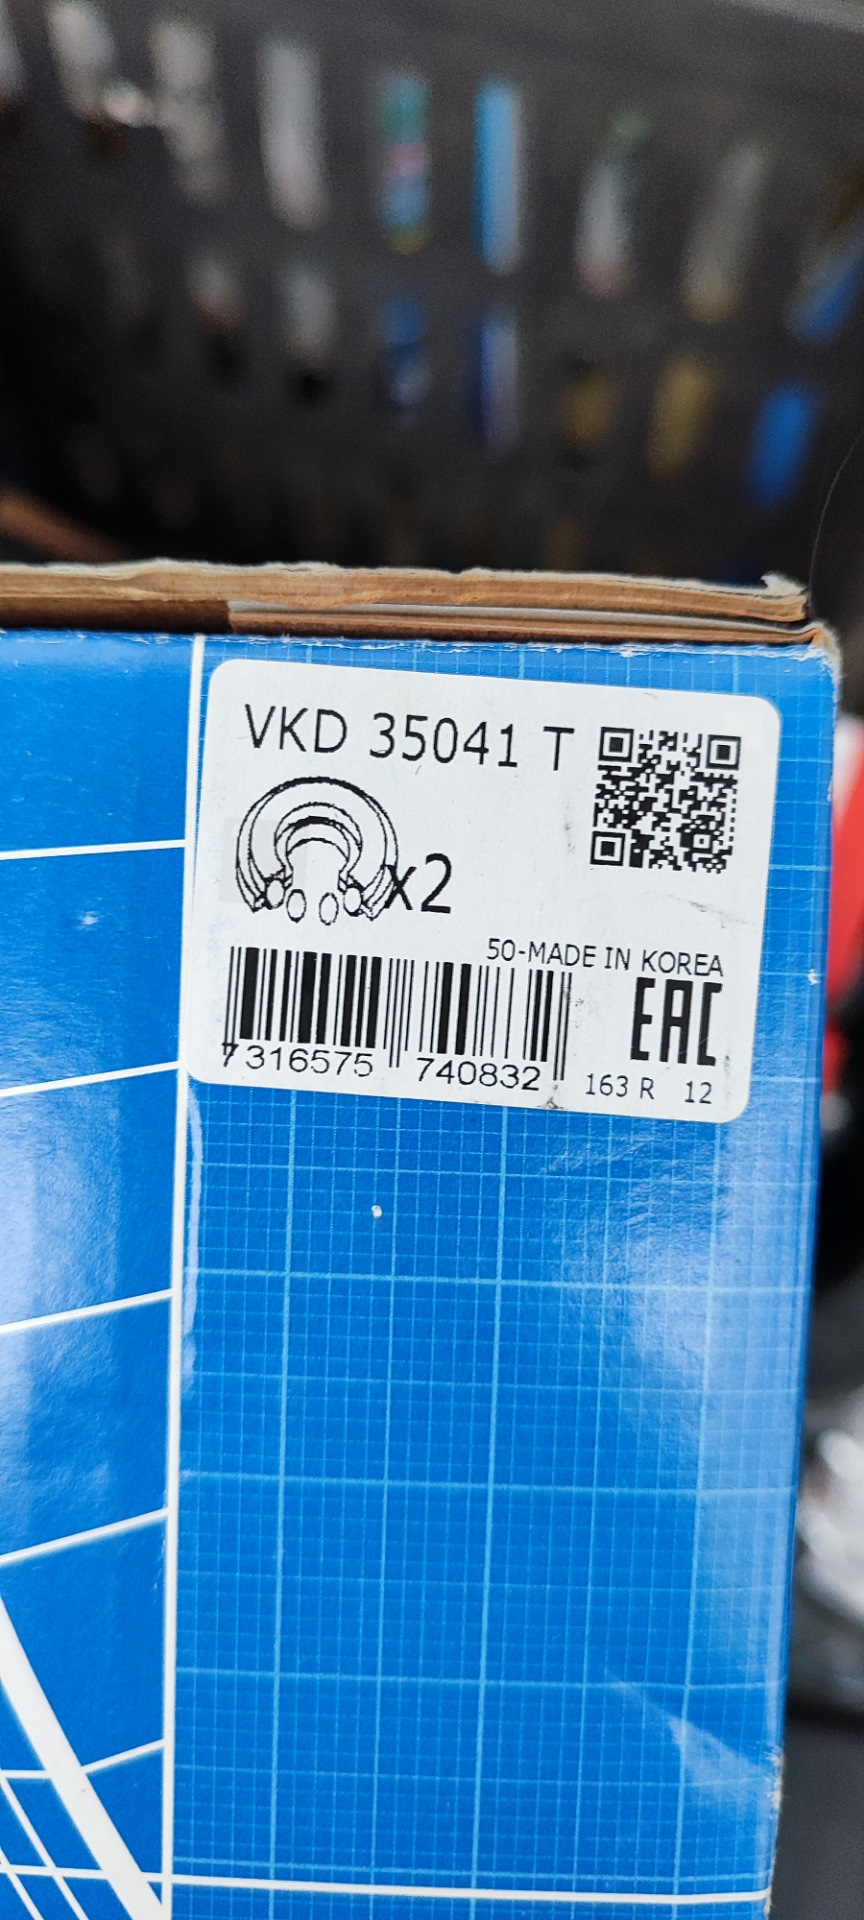 VKD 35041 T
x2
50-MADE IN KOREA
EAC
7 316575 740832
163 R 12